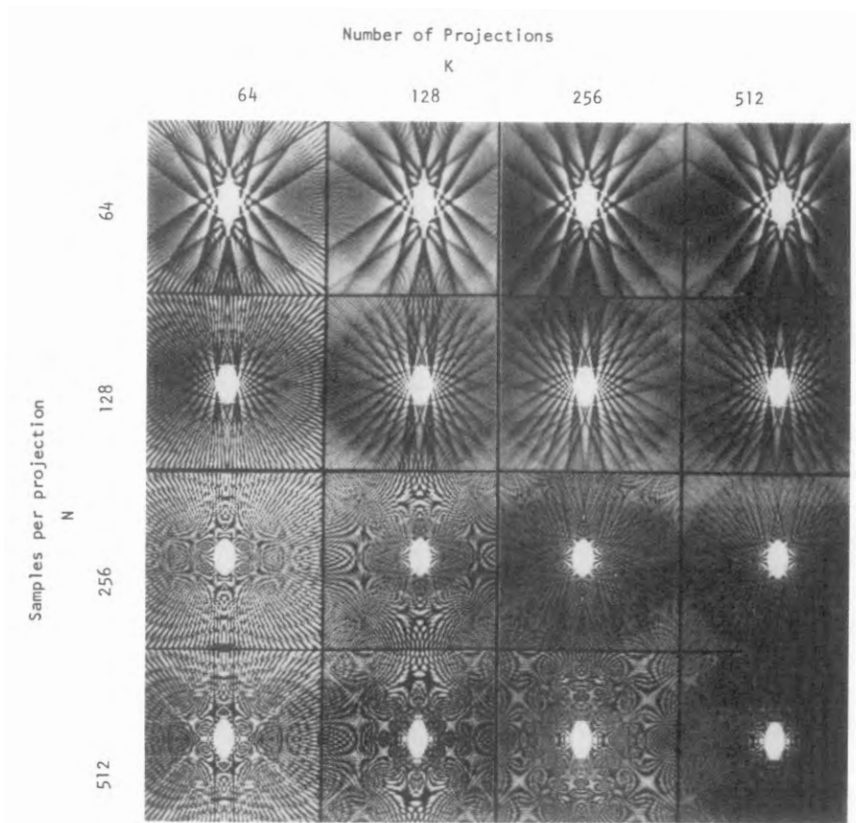 Number of Projections
K
64 128 256 512
Samples per projection
N
64
128
256
512